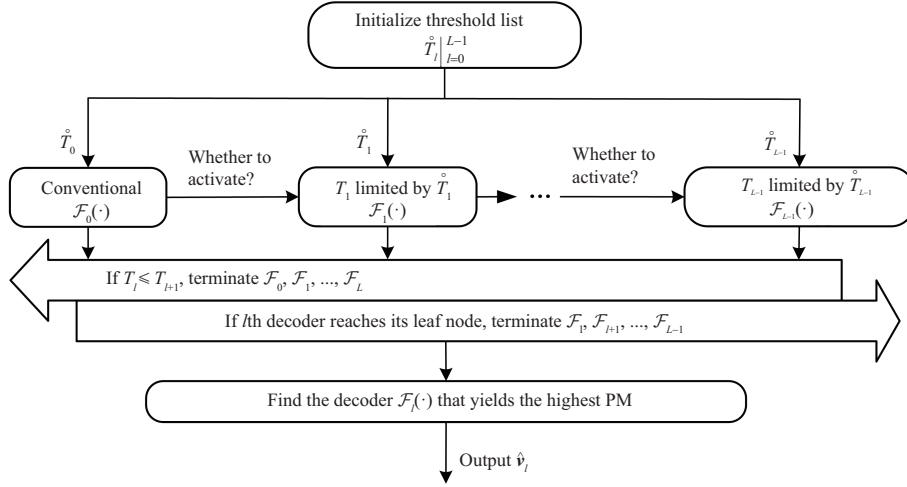 Initialize threshold list
T̊_l|_{l=0}^{L−1}
T̊_0
T̊_1
T̊_{L−1}
Whether to
activate?
Whether to
activate?
Conventional
ℱ_0(·)
T_1 limited by T̊_1
ℱ_1(·)
...
T_{L−1} limited by T̊_{L−1}
ℱ_{L−1}(·)
If T_l ⩽ T_{l+1}, terminate ℱ_0, ℱ_1, ..., ℱ_L
If lth decoder reaches its leaf node, terminate ℱ_1, ℱ_{l+1}, ..., ℱ_{L−1}
Find the decoder ℱ_l(·) that yields the highest PM
Output v̂_l